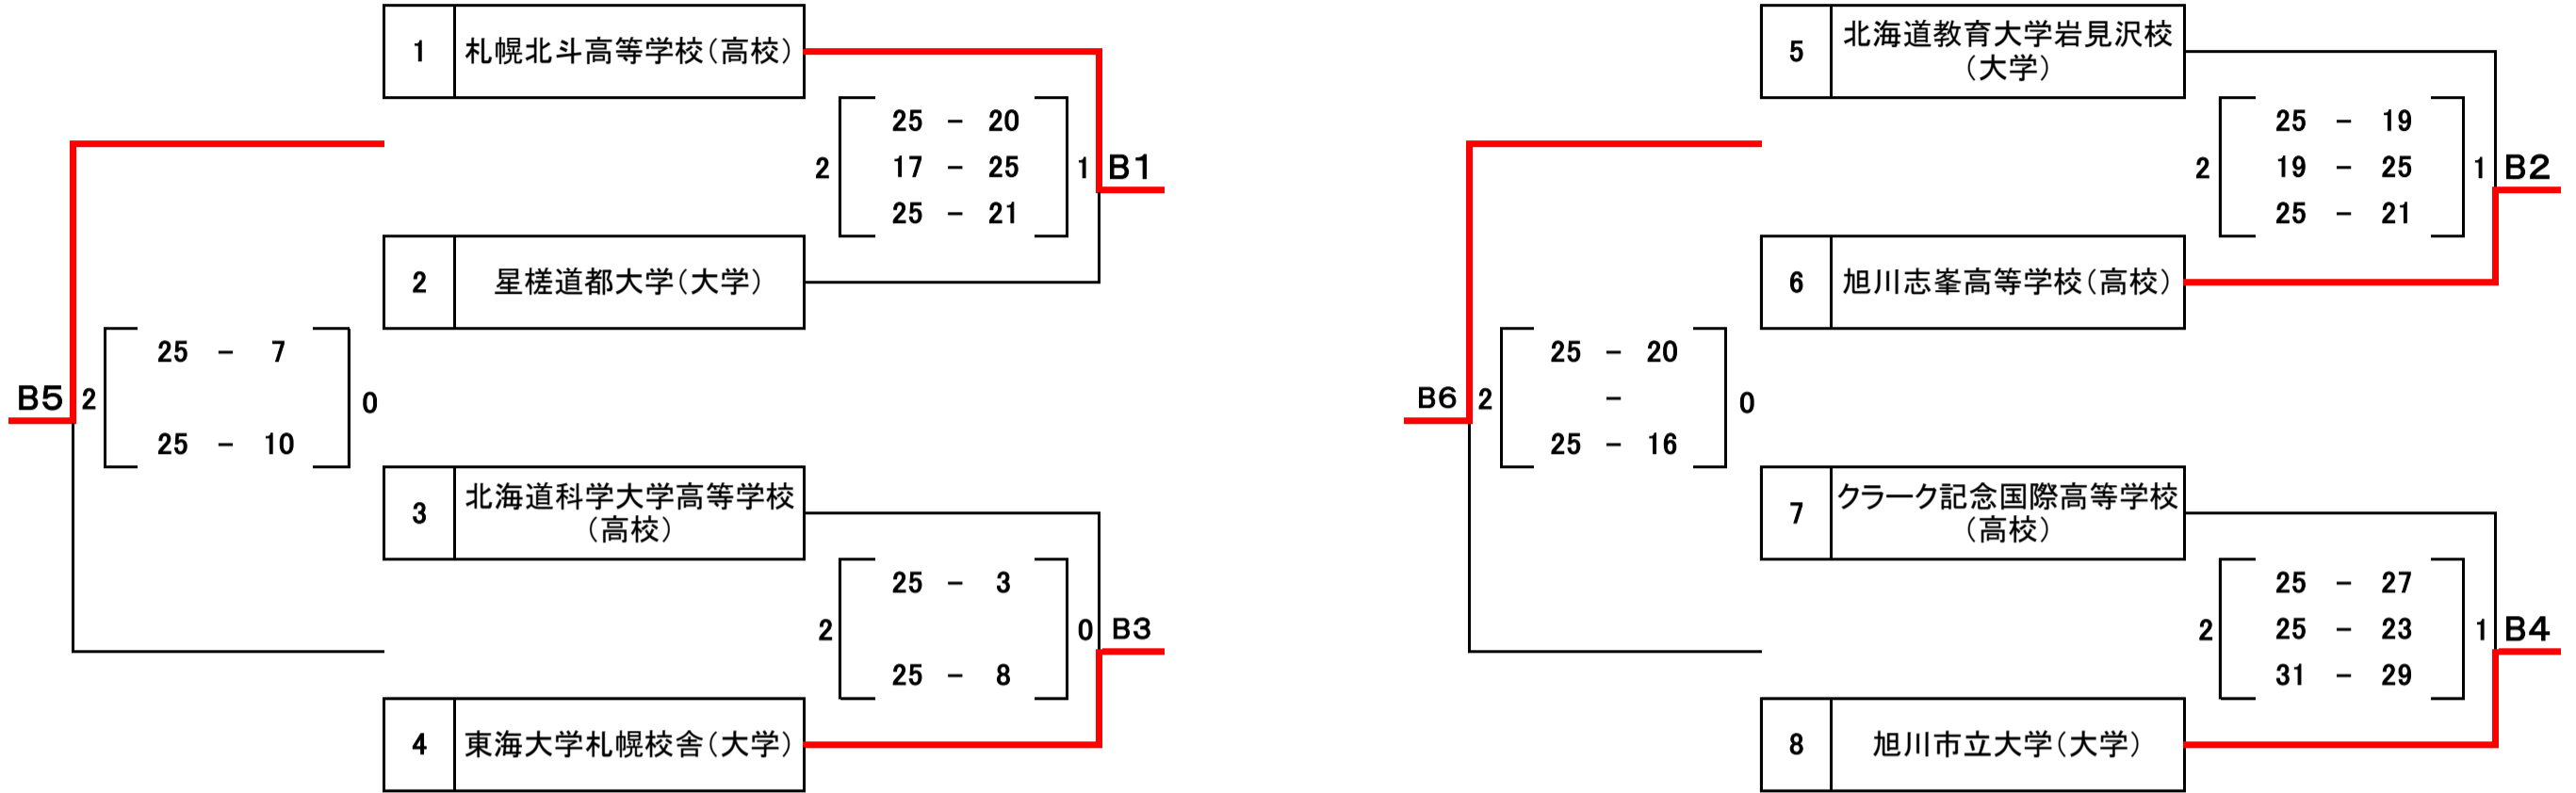 1 札幌北斗高等学校(高校)
2 25 - 20 1 B1
17 - 25
25 - 21
2 星槎道都大学(大学)
B5 2 25 - 7 0
25 - 10
3 北海道科学大学高等学校
(高校)
2 25 - 3 0 B3
25 - 8
4 東海大学札幌校舎(大学)
5 北海道教育大学岩見沢校
(大学)
2 25 - 19 1 B2
19 - 25
25 - 21
6 旭川志峯高等学校(高校)
B6 2 25 - 20 0
-
25 - 16
7 クラーク記念国際高等学校
(高校)
2 25 - 27 1 B4
25 - 23
31 - 29
8 旭川市立大学(大学)